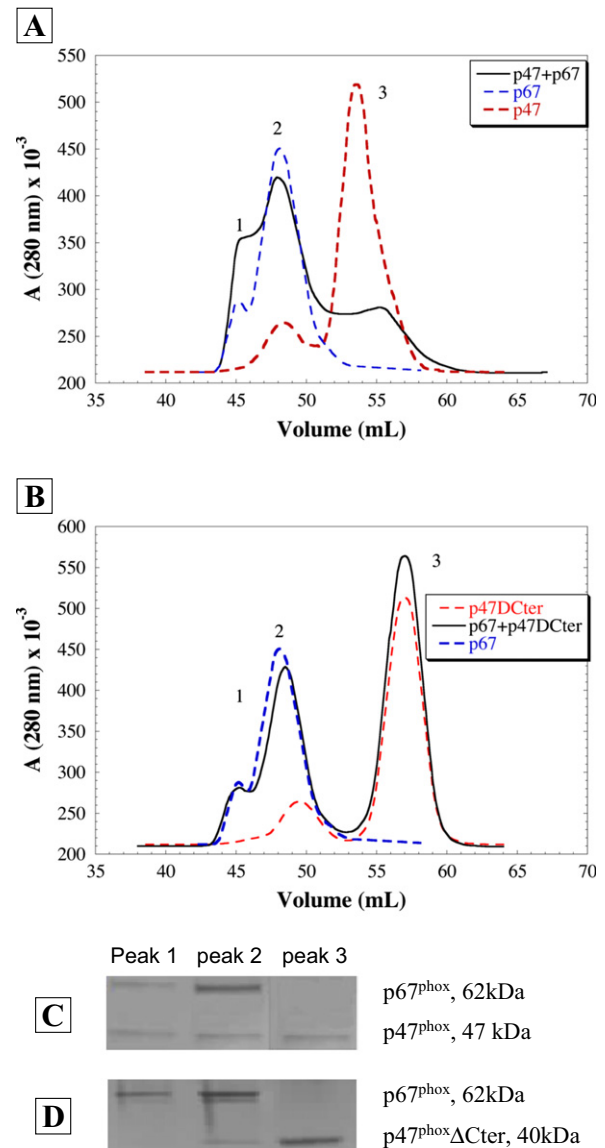 A
550
500
450
400
350
300
250
200
A (280 nm) x 10⁻³
35 40 45 50 55 60 65 70
Volume (mL)
1
2
3
p47+p67
p67
p47
B
600
550
500
450
400
350
300
250
200
A (280 nm) x 10⁻³
35 40 45 50 55 60 65 70
Volume (mL)
1
2
3
p47DCter
p67+p47DCter
p67
Peak 1 peak 2 peak 3
C
p67ᵖʰᵒˣ, 62kDa
p47ᵖʰᵒˣ, 47 kDa
D
p67ᵖʰᵒˣ, 62kDa
p47ᵖʰᵒˣΔCter, 40kDa